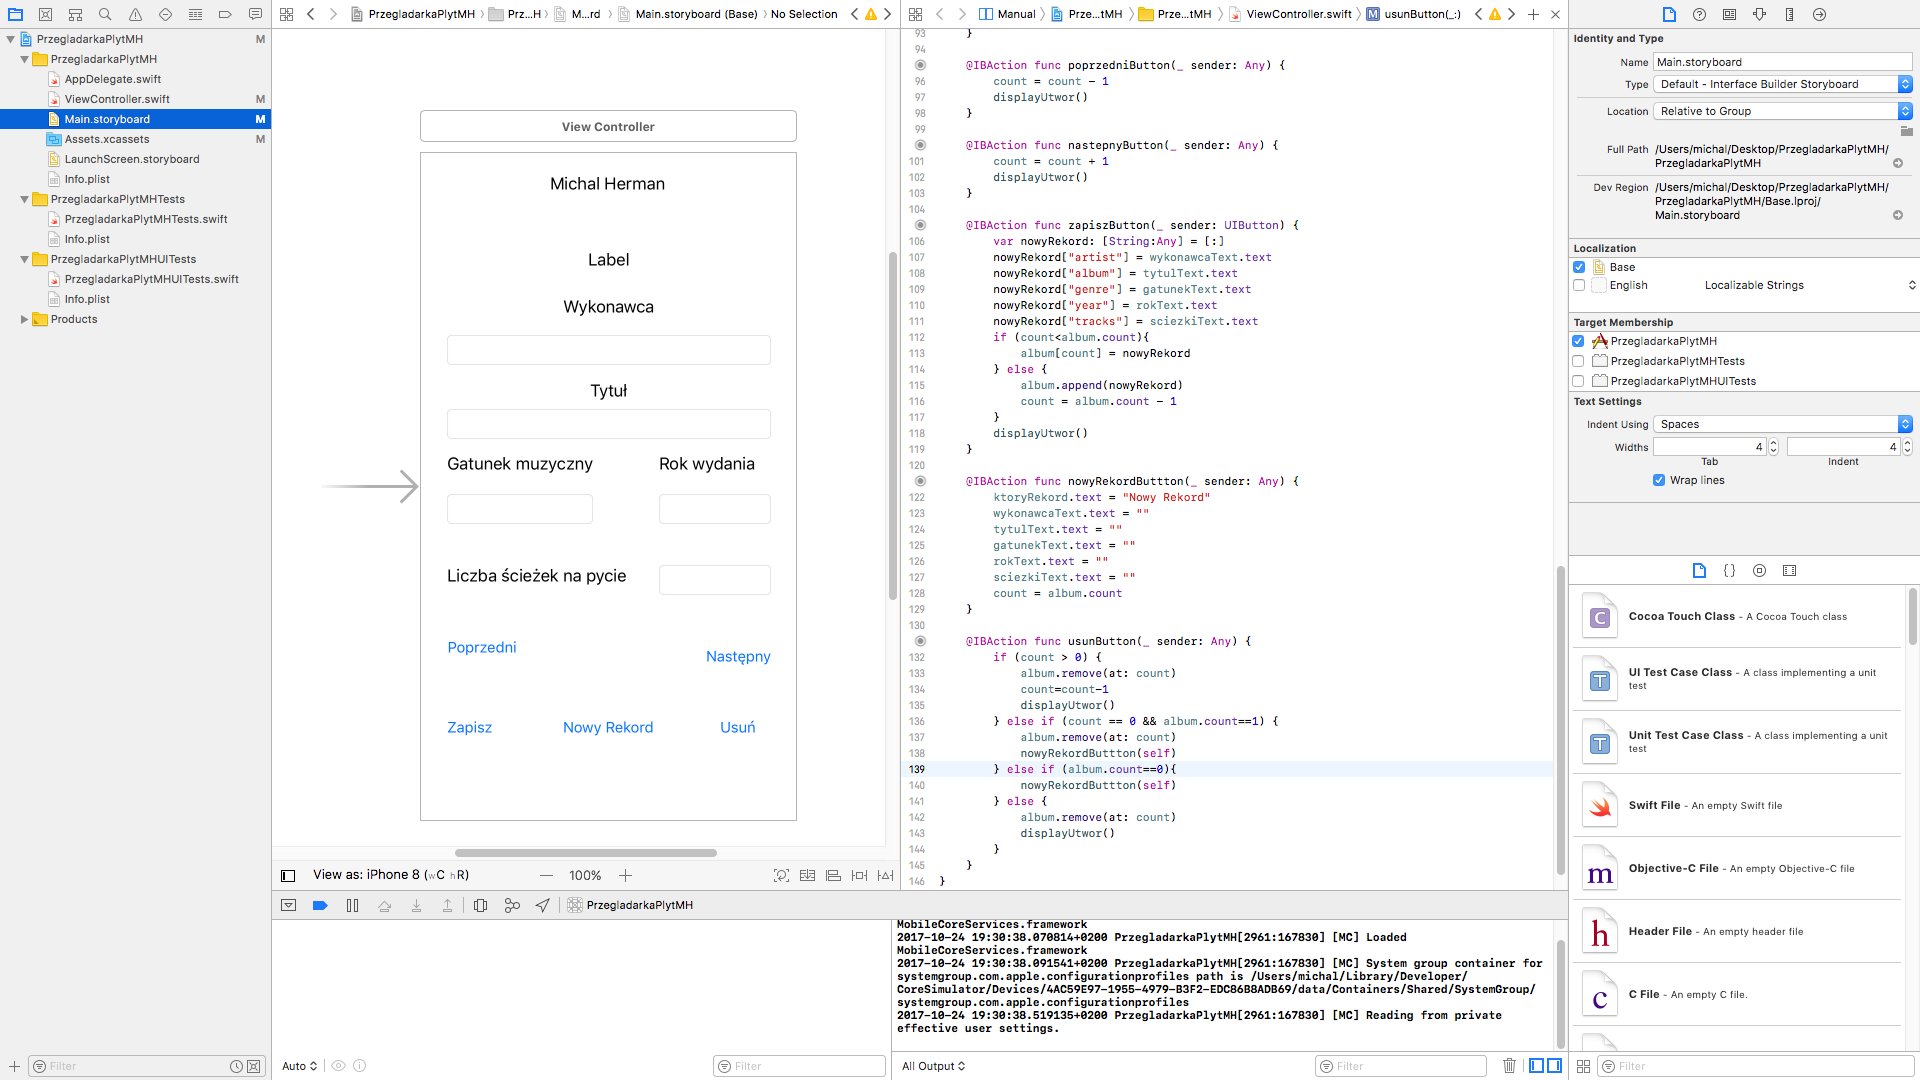 PrzegladarkaPlytMH
Prz...H
M...rd
Main.storyboard (Base)
No Selection
Manual
Prze...tMH
Prze...tMH
ViewController.swift
M
usunButton(_:)
PrzegladarkaPlytMH M
PrzegladarkaPlytMH
AppDelegate.swift
ViewController.swift M
Main.storyboard M
Assets.xcassets M
LaunchScreen.storyboard
Info.plist
PrzegladarkaPlytMHTests
PrzegladarkaPlytMHTests.swift
Info.plist
PrzegladarkaPlytMHUITests
PrzegladarkaPlytMHUITests.swift
Info.plist
Products
Filter
View Controller
Michal Herman
Label
Wykonawca
Tytuł
Gatunek muzyczny
Rok wydania
Liczba ścieżek na pycie
Poprzedni
Następny
Zapisz
Nowy Rekord
Usuń
View as: iPhone 8 (wC hR)
100%
PrzegladarkaPlytMH
Auto
Filter
93 }
94
@IBAction func poprzedniButton(_ sender: Any) {
96 count = count - 1
97 displayUtwor()
98 }
99
@IBAction func nastepnyButton(_ sender: Any) {
101 count = count + 1
102 displayUtwor()
103 }
104
@IBAction func zapiszButton(_ sender: UIButton) {
106 var nowyRekord: [String:Any] = [:]
107 nowyRekord["artist"] = wykonawcaText.text
108 nowyRekord["album"] = tytulText.text
109 nowyRekord["genre"] = gatunekText.text
110 nowyRekord["year"] = rokText.text
111 nowyRekord["tracks"] = sciezkiText.text
112 if (count<album.count){
113 album[count] = nowyRekord
114 } else {
115 album.append(nowyRekord)
116 count = album.count - 1
117 }
118 displayUtwor()
119 }
120
@IBAction func nowyRekordButtton(_ sender: Any) {
122 ktoryRekord.text = "Nowy Rekord"
123 wykonawcaText.text = ""
124 tytulText.text = ""
125 gatunekText.text = ""
126 rokText.text = ""
127 sciezkiText.text = ""
128 count = album.count
129 }
130
@IBAction func usunButton(_ sender: Any) {
132 if (count > 0) {
133 album.remove(at: count)
134 count=count-1
135 displayUtwor()
136 } else if (count == 0 && album.count==1) {
137 album.remove(at: count)
138 nowyRekordButtton(self)
139 } else if (album.count==0){
140 nowyRekordButtton(self)
141 } else {
142 album.remove(at: count)
143 displayUtwor()
144 }
145 }
146 }
MobileCoreServices.framework
2017-10-24 19:30:38.070814+0200 PrzegladarkaPlytMH[2961:167830] [MC] Loaded
MobileCoreServices.framework
2017-10-24 19:30:38.091541+0200 PrzegladarkaPlytMH[2961:167830] [MC] System group container for
systemgroup.com.apple.configurationprofiles path is /Users/michal/Library/Developer/
CoreSimulator/Devices/4AC59E97-1955-4979-B3F2-EDC86B8ADB69/data/Containers/Shared/SystemGroup/
systemgroup.com.apple.configurationprofiles
2017-10-24 19:30:38.519135+0200 PrzegladarkaPlytMH[2961:167830] [MC] Reading from private
effective user settings.
All Output
Filter
Identity and Type
Name Main.storyboard
Type Default - Interface Builder Storyboard
Location Relative to Group
Full Path /Users/michal/Desktop/PrzegladarkaPlytMH/
PrzegladarkaPlytMH
Dev Region /Users/michal/Desktop/PrzegladarkaPlytMH/
PrzegladarkaPlytMH/Base.lproj/
Main.storyboard
Localization
Base
English Localizable Strings
Target Membership
PrzegladarkaPlytMH
PrzegladarkaPlytMHTests
PrzegladarkaPlytMHUITests
Text Settings
Indent Using Spaces
Widths 4 4
Tab Indent
Wrap lines
{}
C
Cocoa Touch Class - A Cocoa Touch class
T
UI Test Case Class - A class implementing a unit
test
T
Unit Test Case Class - A class implementing a unit
test
Swift File - An empty Swift file
m
Objective-C File - An empty Objective-C file
h
Header File - An empty header file
c
C File - An empty C file.
Filter